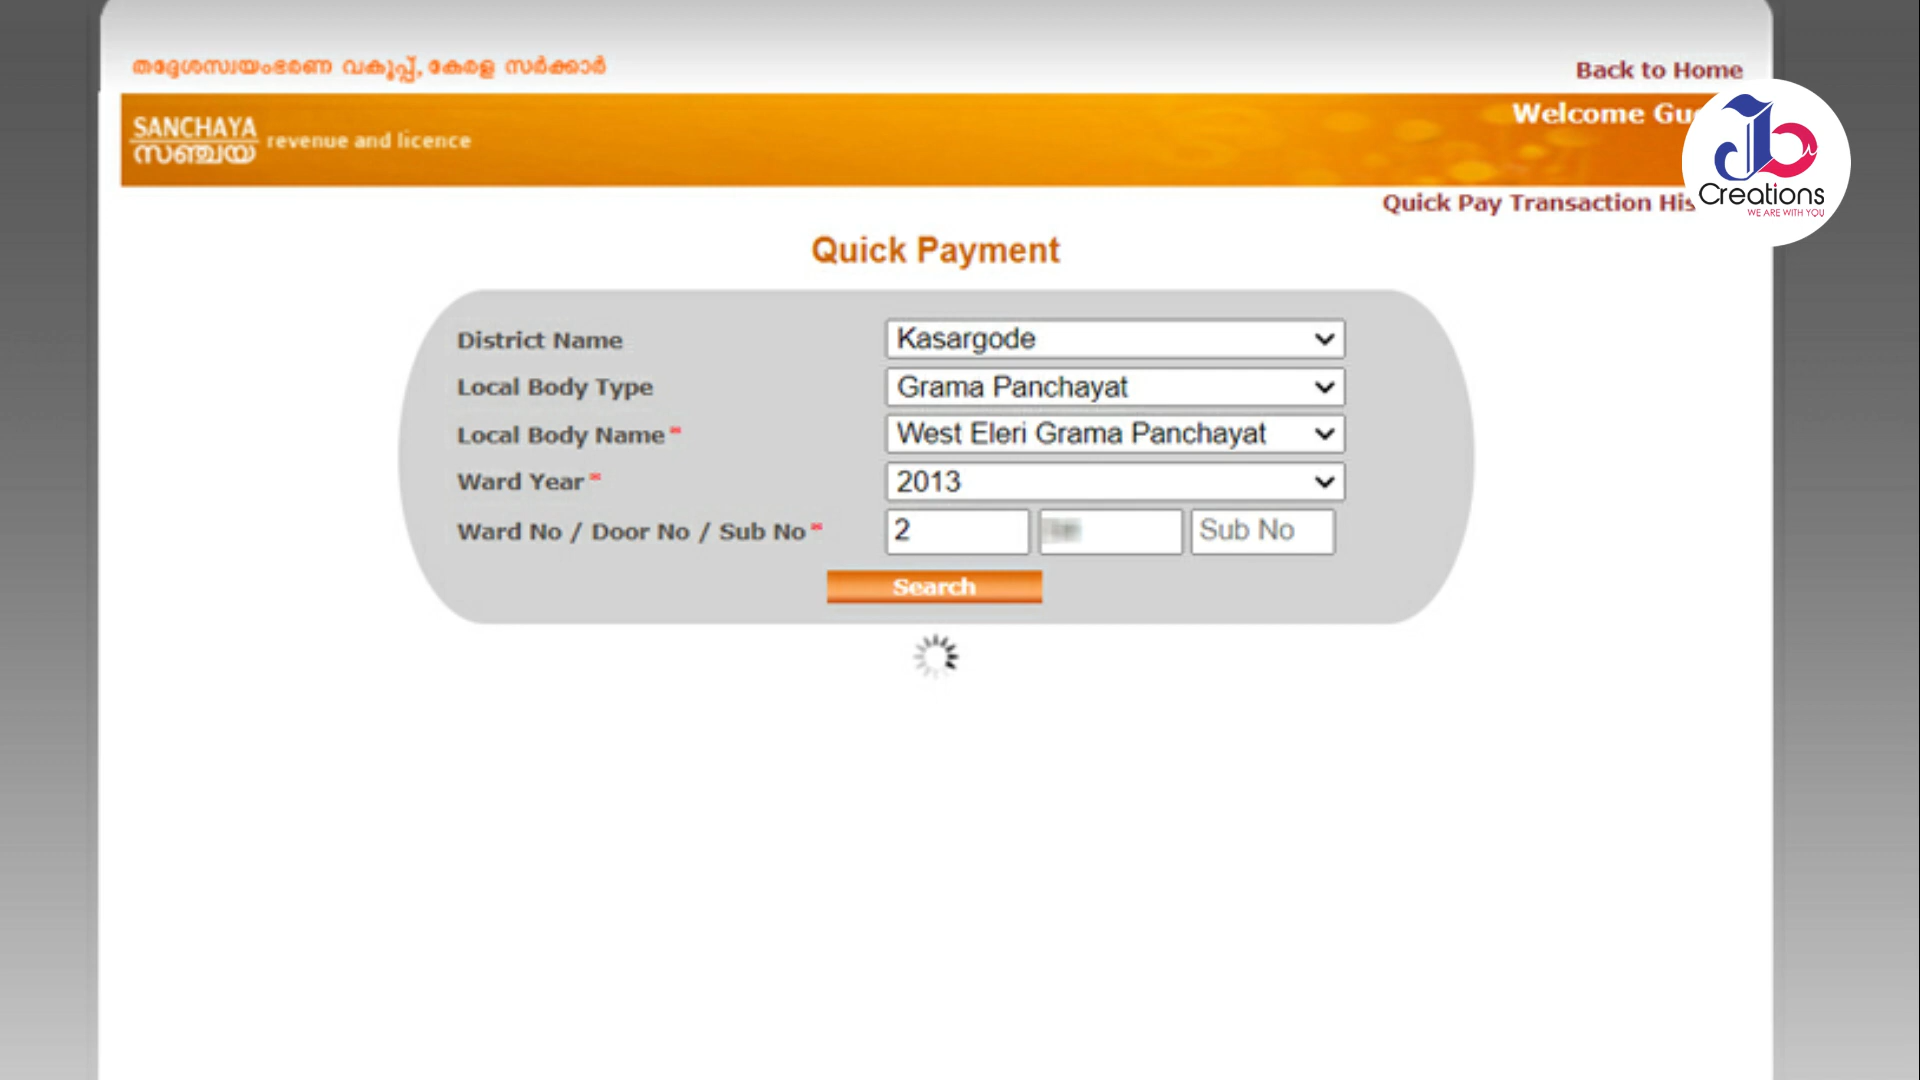 തദ്ദേശസ്വയംഭരണ വകുപ്പ്, കേരള സർക്കാർ
Back to Home
SANCHAYA
സഞ്ചയ
revenue and licence
Welcome
Creations
WE ARE WITH YOU
Quick Pay Transaction
Quick Payment
District Name Kasargode
Local Body Type Grama Panchayat
Local Body Name * West Eleri Grama Panchayat
Ward Year * 2013
Ward No / Door No / Sub No * 2 Sub No
Search